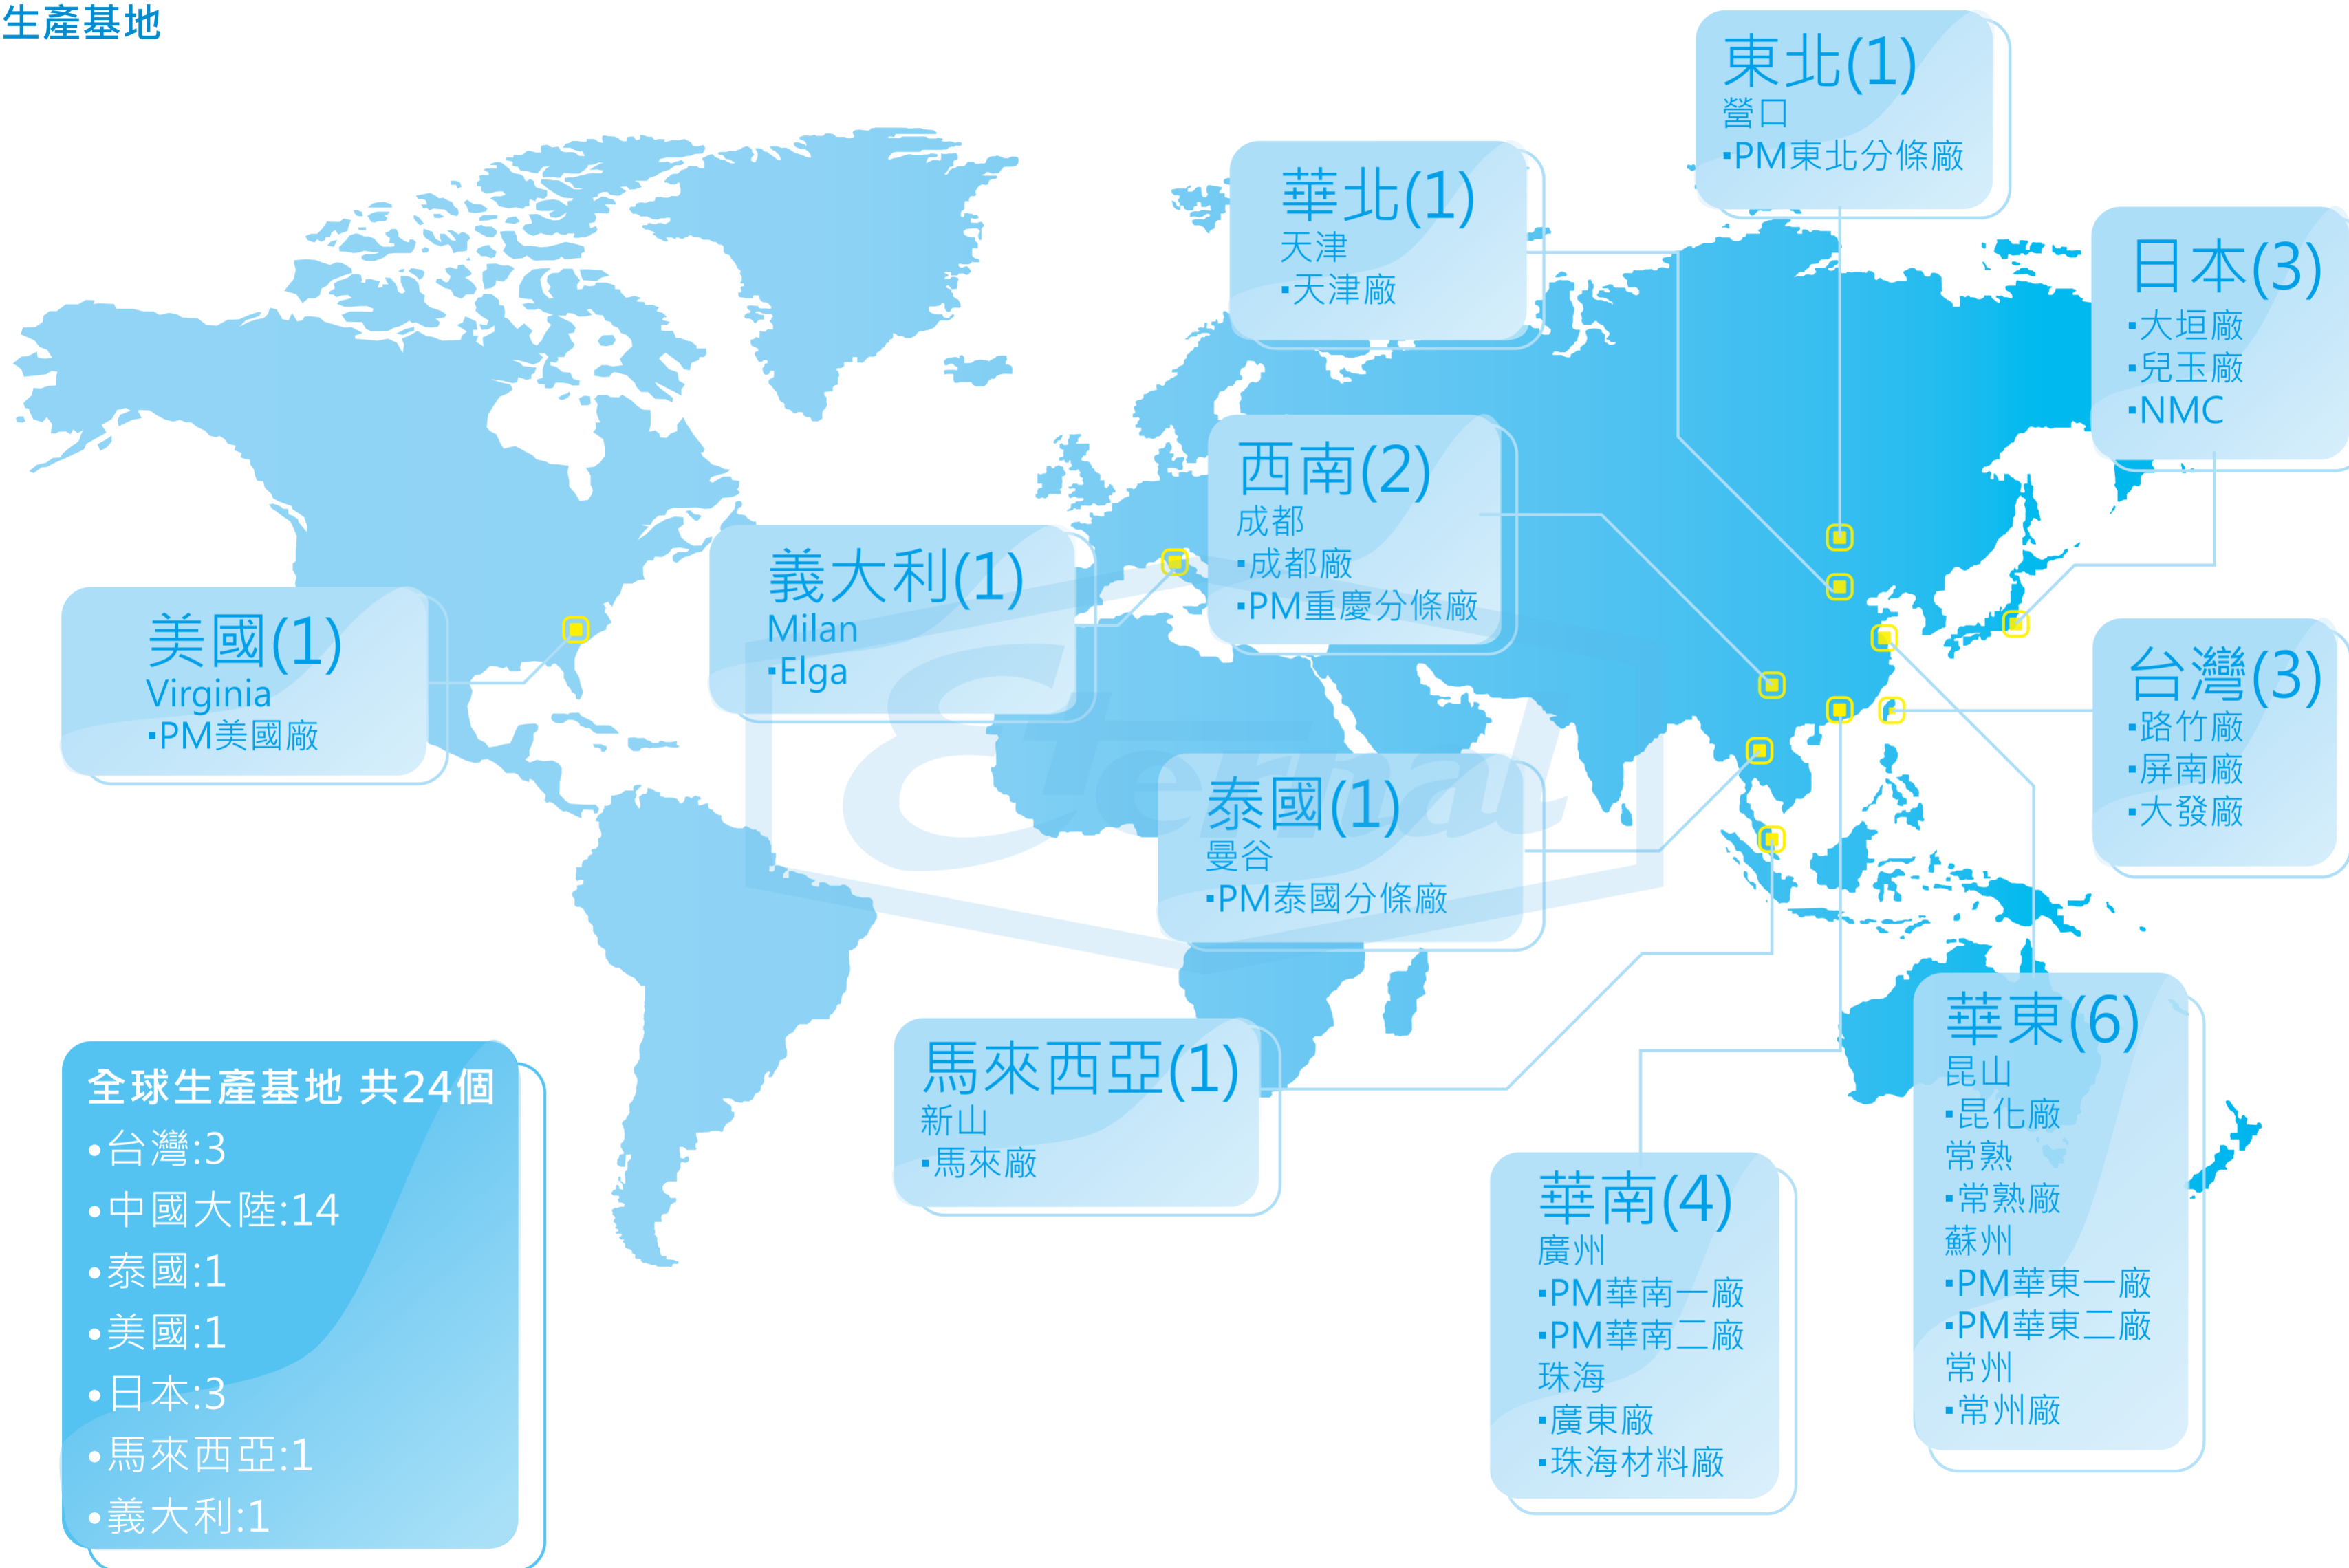 生產基地
東北(1)
營口
▪PM東北分條廠
華北(1)
天津
▪天津廠
日本(3)
▪大垣廠
▪兒玉廠
▪NMC
西南(2)
成都
▪成都廠
▪PM重慶分條廠
義大利(1)
Milan
▪Elga
美國(1)
Virginia
▪PM美國廠
台灣(3)
▪路竹廠
▪屏南廠
▪大發廠
Eternal
泰國(1)
曼谷
▪PM泰國分條廠
馬來西亞(1)
新山
▪馬來廠
華東(6)
昆山
▪昆化廠
常熟
▪常熟廠
蘇州
▪PM華東一廠
▪PM華東二廠
常州
▪常州廠
華南(4)
廣州
▪PM華南一廠
▪PM華南二廠
珠海
▪廣東廠
▪珠海材料廠
全球生產基地 共24個
•台灣:3
•中國大陸:14
•泰國:1
•美國:1
•日本:3
•馬來西亞:1
•義大利:1